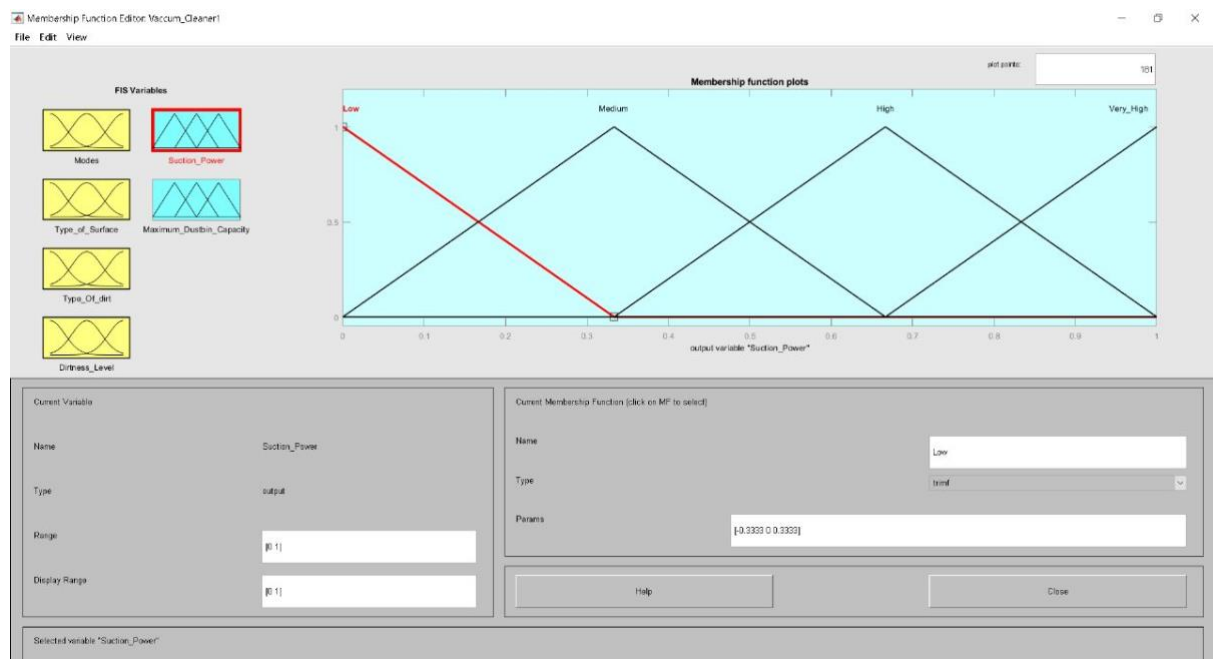 Membership Function Editor: Vaccum_Cleaner1
File Edit View
FIS Variables
Modes
Suction_Power
Type_of_Surface
Maximum_Dustbin_Capacity
Type_Of_dirt
Dirtness_Level
plot points:
181
Membership function plots
Low
Medium
High
Very_High
1
0.5
0
0 0.1 0.2 0.3 0.4 0.5 0.6 0.7 0.8 0.9 1
output variable "Suction_Power"
Current Variable
Name Suction_Power
Type output
Range [0 1]
Display Range [0 1]
Current Membership Function (click on MF to select)
Name Low
Type trimf
Params [-0.3333 0 0.3333]
Help
Close
Selected variable "Suction_Power"